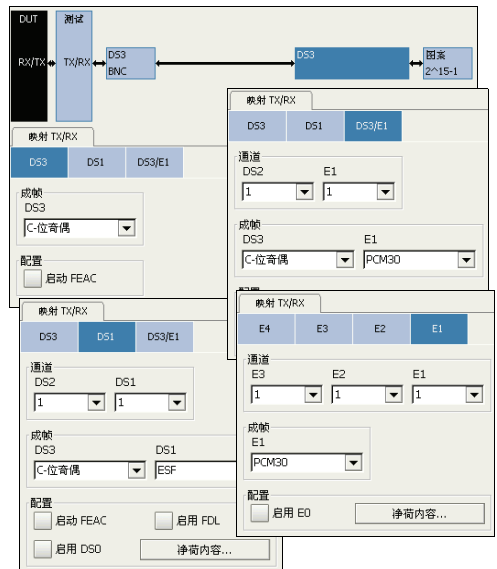 DUT 测试
RX/TX TX/RX DS3 BNC DS3 图案 2^15-1
映射 TX/RX
DS3 DS1 DS3/E1
成帧
DS3
C-位奇偶
配置
启动 FEAC
映射 TX/RX
DS3 DS1 DS3/E1
通道
DS2 E1
1 1
成帧
DS3 E1
C-位奇偶 PCM30
映射 TX/RX
DS3 DS1 DS3/E1
通道
DS2 DS1
1 1
成帧
DS3 DS1
C-位奇偶 ESF
配置
启动 FEAC 启用 FDL
启用 DS0 净荷内容...
映射 TX/RX
E4 E3 E2 E1
通道
E3 E2 E1
1 1 1
成帧
E1
PCM30
配置
启用 E0 净荷内容...